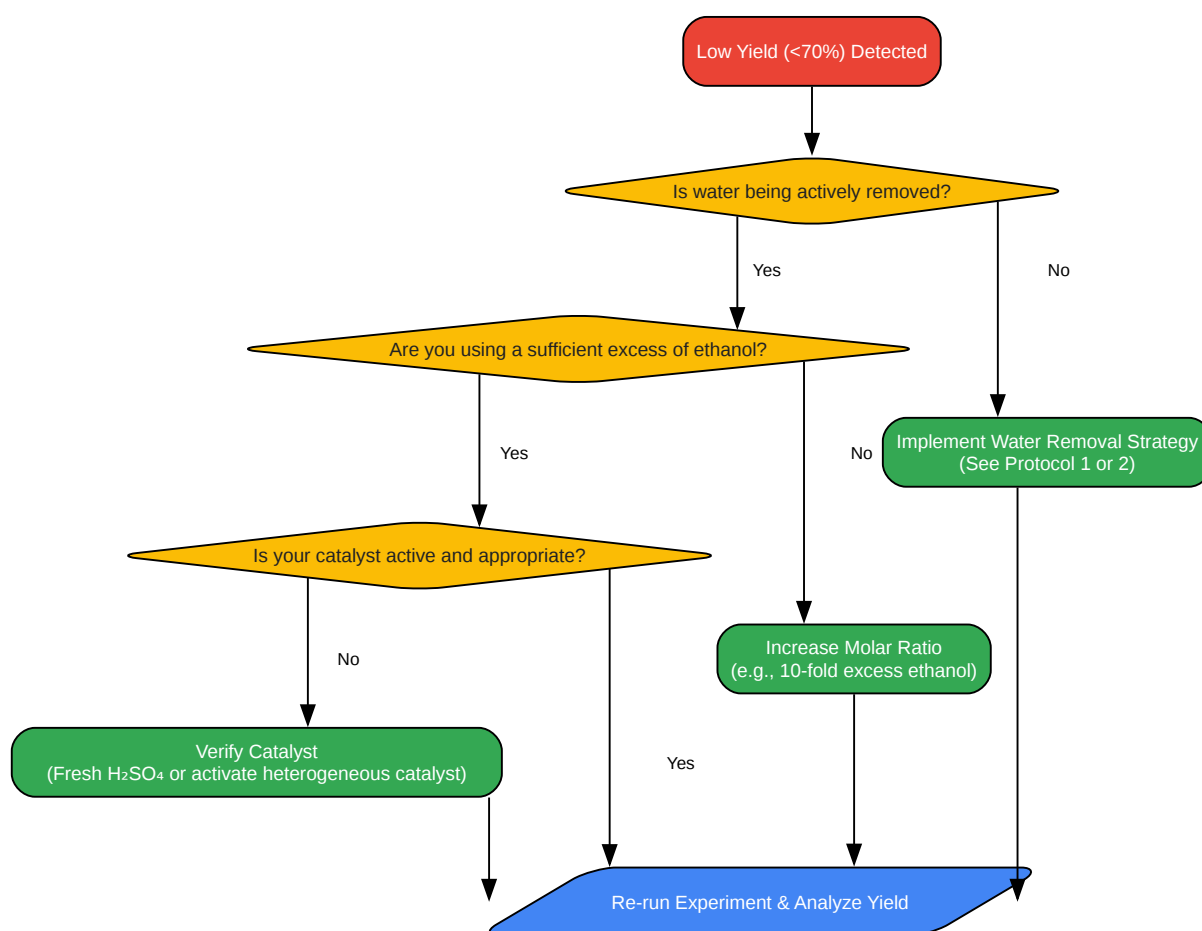 Low Yield (<70%) Detected
Is water being actively removed?
Yes
No
Are you using a sufficient excess of ethanol?
Yes
No
Implement Water Removal Strategy
(See Protocol 1 or 2)
Is your catalyst active and appropriate?
No
Increase Molar Ratio
(e.g., 10-fold excess ethanol)
Verify Catalyst
(Fresh H₂SO₄ or activate heterogeneous catalyst)
Yes
Re-run Experiment & Analyze Yield